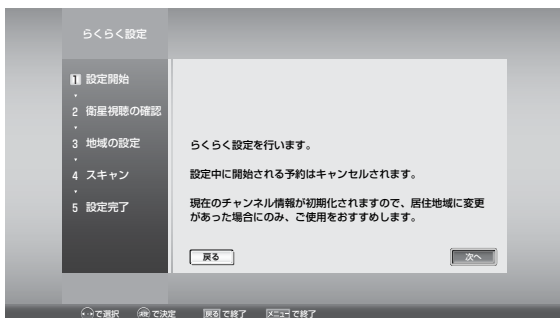 らくらく設定
1 設定開始
2 衛星視聴の確認
3 地域の設定
4 スキャン
5 設定完了
らくらく設定を行います。
設定中に開始される予約はキャンセルされます。
現在のチャンネル情報が初期化されますので、居住地域に変更
があった場合にのみ、ご使用をおすすめします。
戻る 次へ
で選択 で決定 戻るで終了 メニューで終了